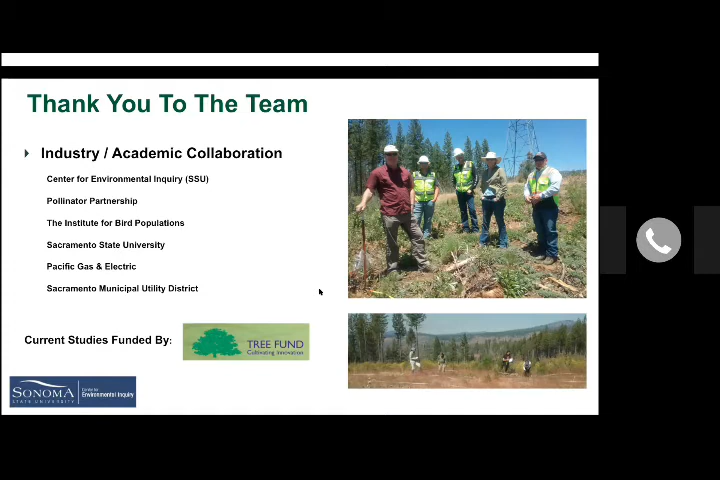 Thank You To The Team
Industry / Academic Collaboration
Center for Environmental Inquiry (SSU)
Pollinator Partnership
The Institute for Bird Populations
Sacramento State University
Pacific Gas & Electric
Sacramento Municipal Utility District
Current Studies Funded By:
TREE FUND
Cultivating Innovation
SONOMA
STATE UNIVERSITY
Center for
Environmental Inquiry